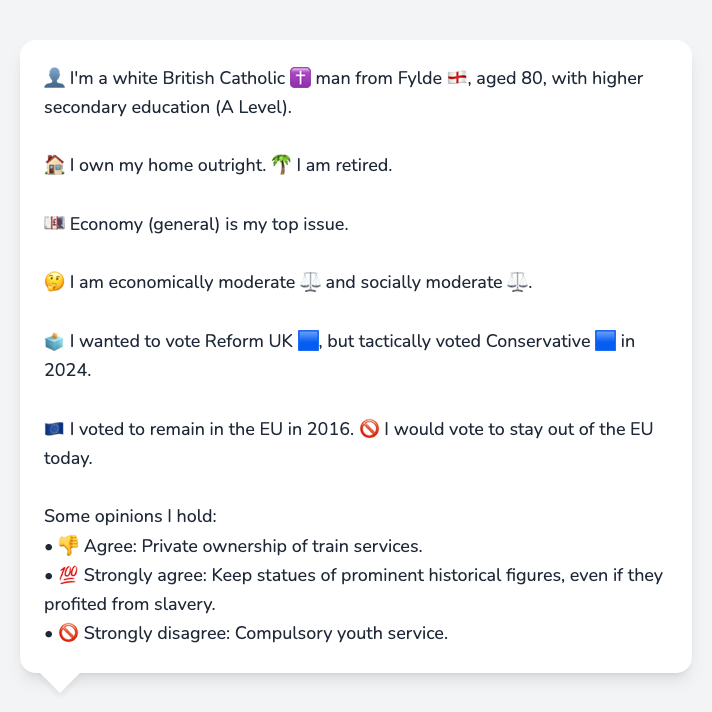 👤 I'm a white British Catholic ✝️ man from Fylde 🏴󠁧󠁢󠁥󠁮󠁧󠁿, aged 80, with higher
secondary education (A Level).
🏠 I own my home outright. 🌴 I am retired.
💷 Economy (general) is my top issue.
🤔 I am economically moderate ⚖️ and socially moderate ⚖️.
🗳️ I wanted to vote Reform UK 🟦, but tactically voted Conservative 🟦 in
2024.
🇪🇺 I voted to remain in the EU in 2016. 🚫 I would vote to stay out of the EU
today.
Some opinions I hold:
• 👎 Agree: Private ownership of train services.
• 💯 Strongly agree: Keep statues of prominent historical figures, even if they
profited from slavery.
• 🚫 Strongly disagree: Compulsory youth service.